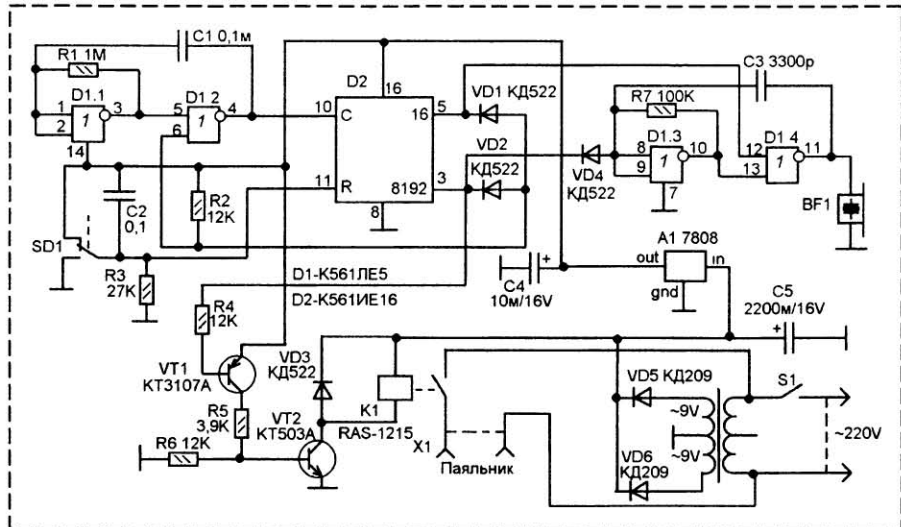 C1 0,1м
R1 1М
D1.1
1
2
1
3
14
D1 2
5
6
1
4
D2
16
10
C
16
5
11
R
8192
3
8
VD1 КД522
VD2
КД522
VD4
КД522
C3 3300р
R7 100K
D1.3
8
9
1
10
7
D1 4
12
13
1
11
BF1
C2
0,1
R2
12K
SD1
R3
27K
D1-К561ЛЕ5
D2-К561ИЕ16
R4
12K
C4
10м/16V
+
A1 7808
out
in
gnd
C5
2200м/16V
+
VT1
КТ3107А
VD3
КД522
K1
RAS-1215
R5
3,9K
VT2
КТ503А
R6 12K
X1
Паяльник
VD5 КД209
~9V
~9V
VD6
КД209
S1
~220V